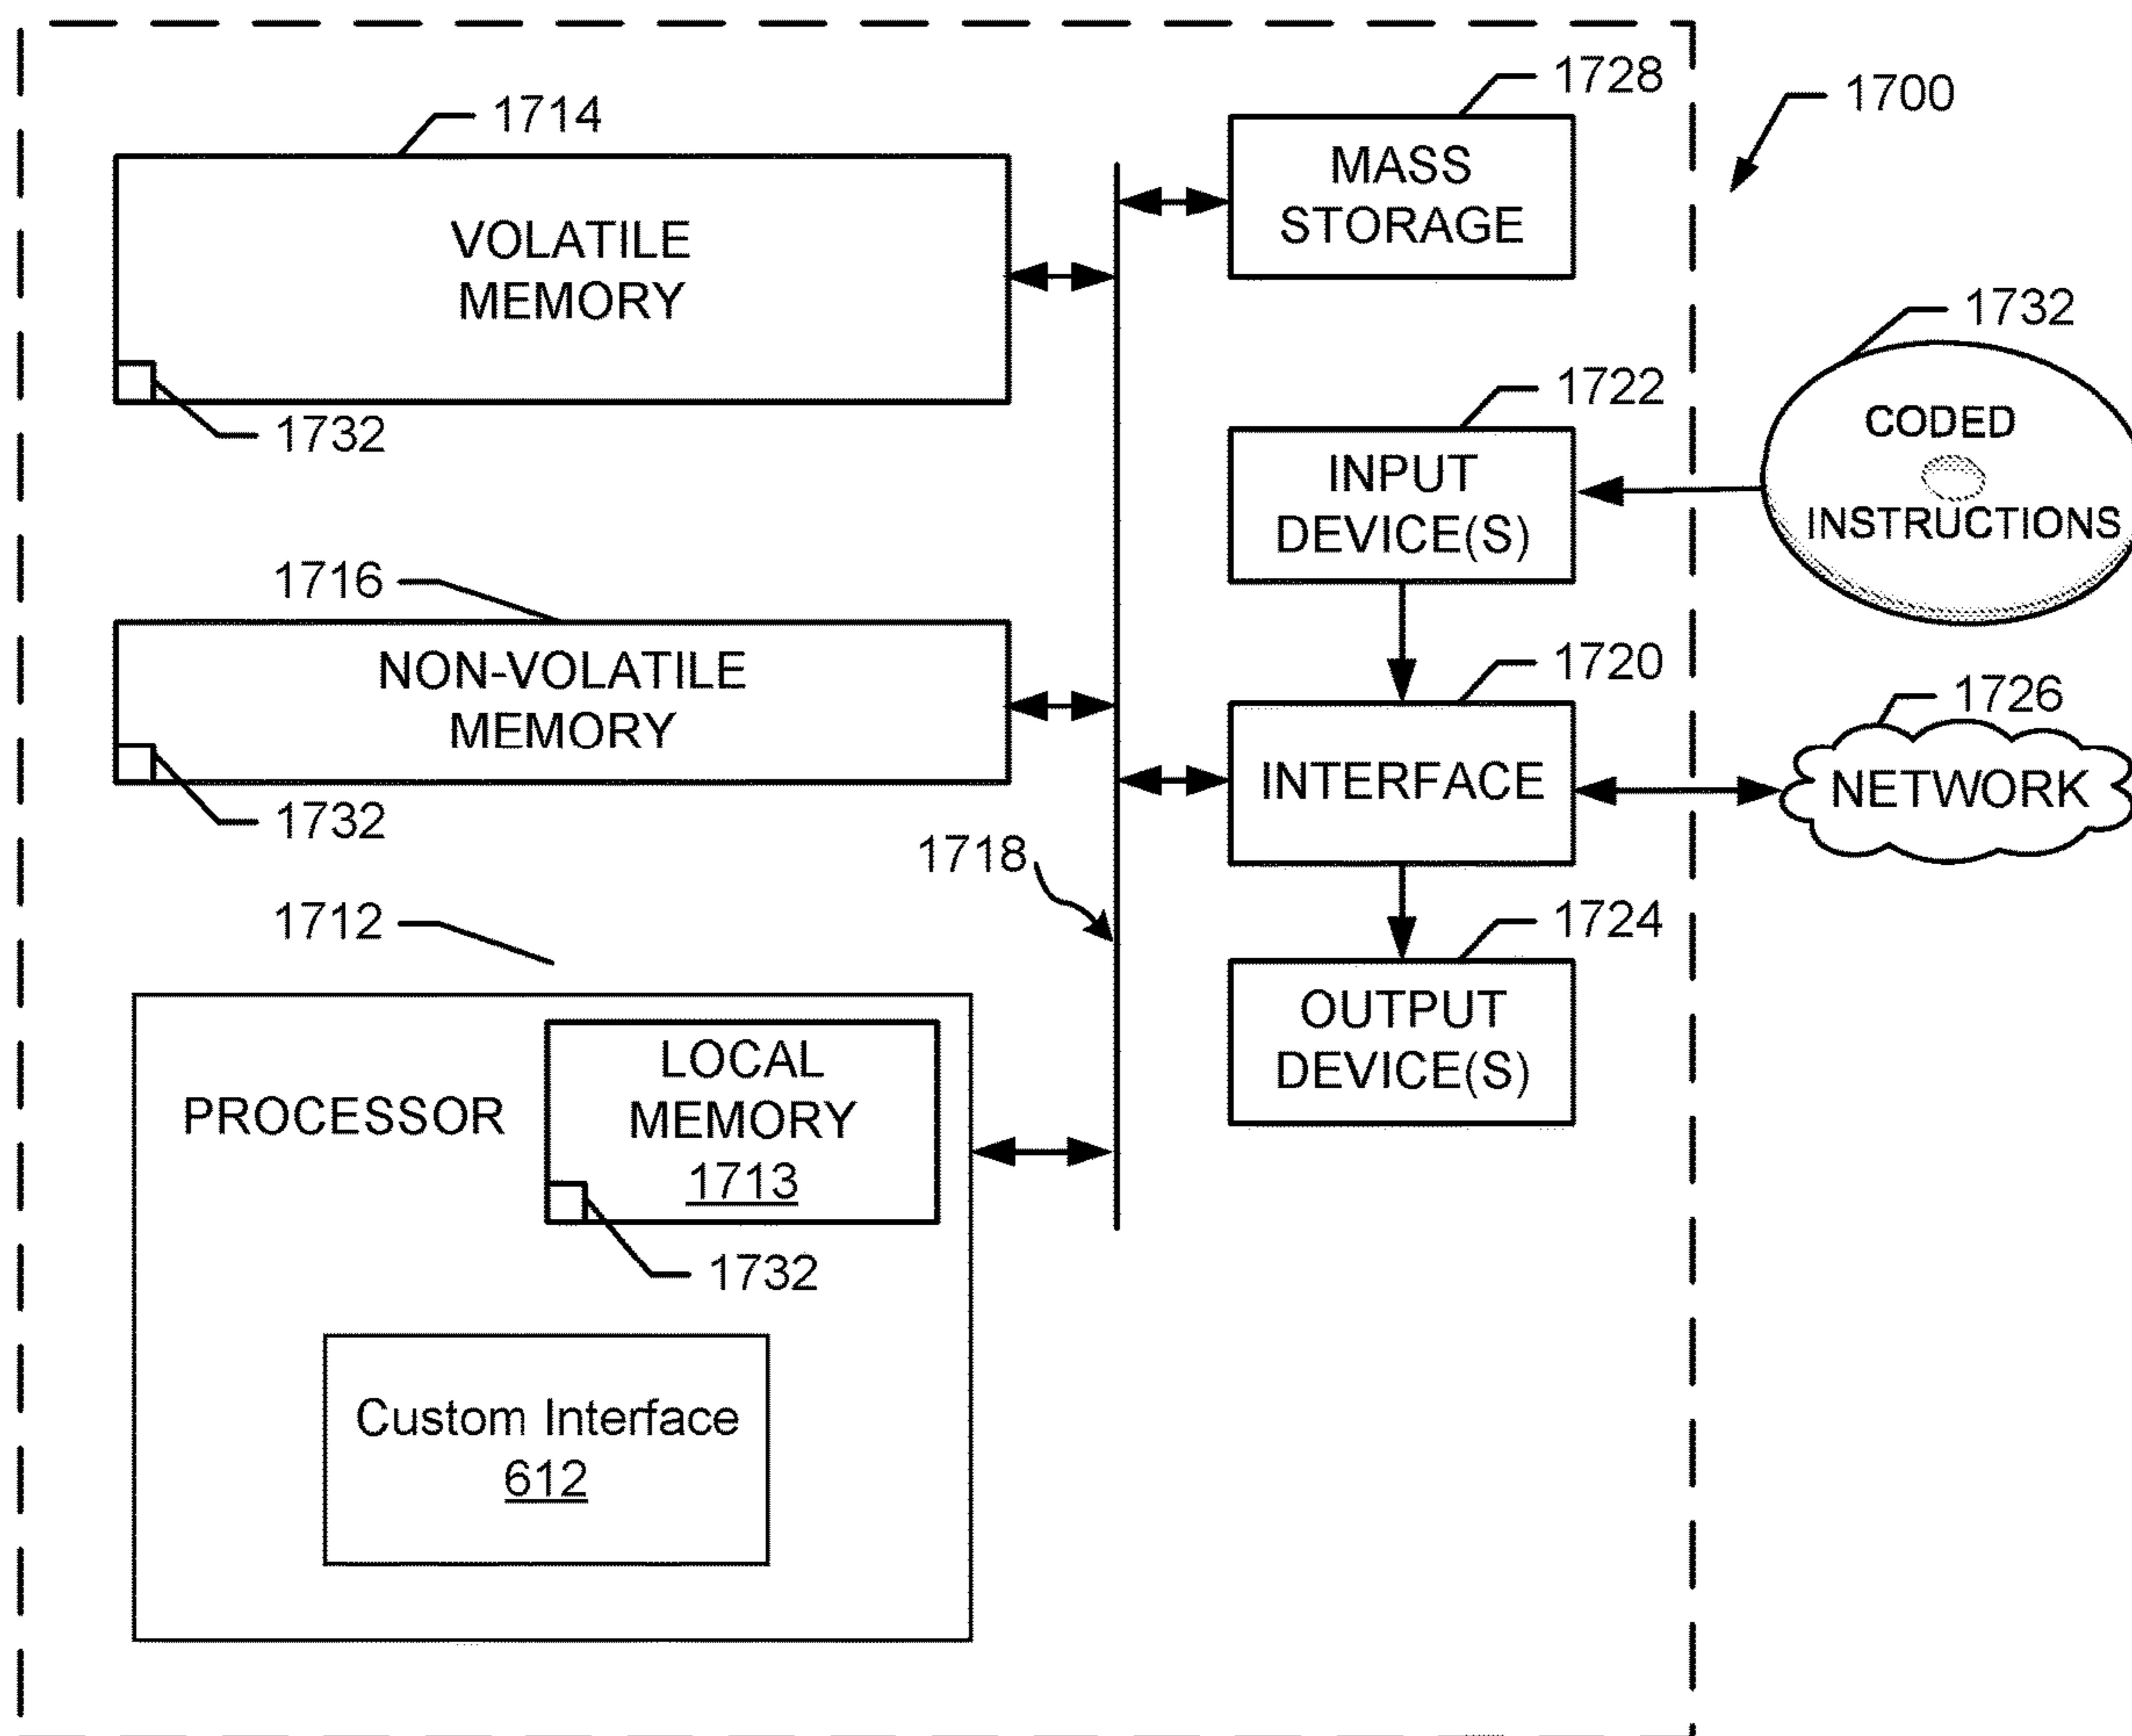 1728
1700
1714
MASS
STORAGE
VOLATILE
MEMORY
1732
1722
CODED
INSTRUCTIONS
1732
INPUT
DEVICE(S)
1716
1720
NON-VOLATILE
MEMORY
1726
INTERFACE
NETWORK
1732
1718
1712
1724
OUTPUT
DEVICE(S)
LOCAL
MEMORY
1713
PROCESSOR
1732
Custom Interface
612